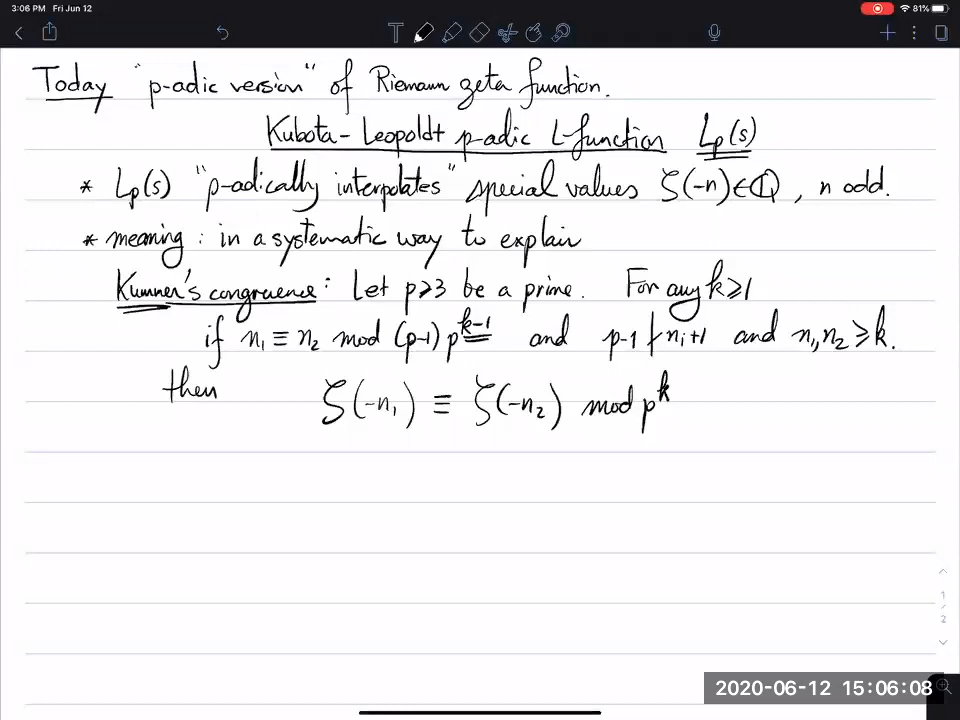 3:06 PM Fri Jun 12
81%
Today "p-adic version" of Riemann zeta function.
Kubota-Leopoldt p-adic L-function Lp(s)
* Lp(s) "p-adically interpolates" special values ζ(-n)∈ℚ, n odd.
* meaning: in a systematic way to explain
Kummer's congruence: Let p≥3 be a prime. For any k≥1
if n₁ ≡ n₂ mod (p-1) p^{k-1} and p-1 ∤ nᵢ+1 and n₁, n₂ ≥ k.
then ζ(-n₁) ≡ ζ(-n₂) mod p^k
1
/
2
2020-06-12 15:06:08